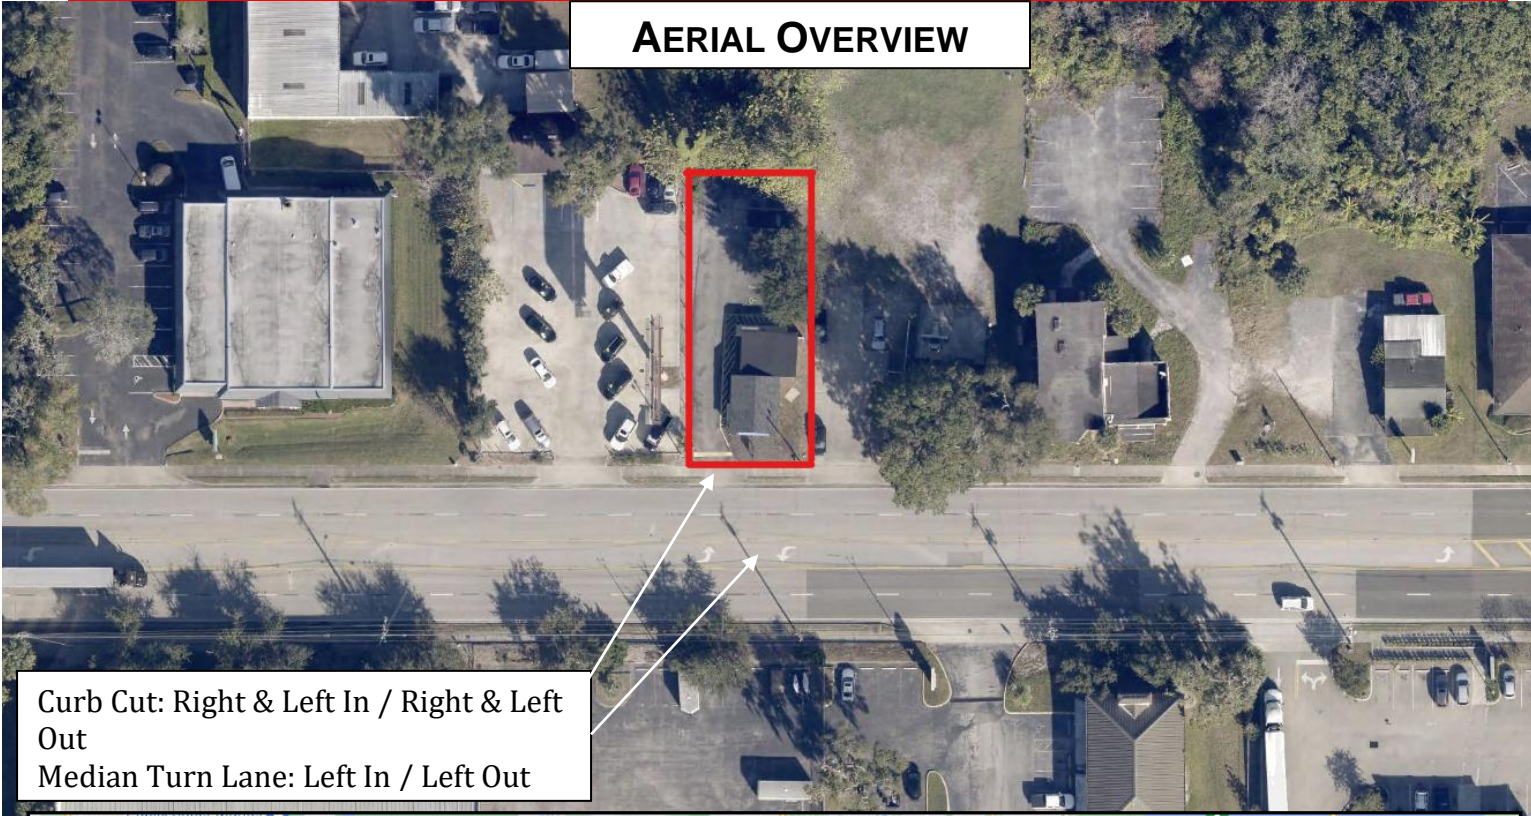 AERIAL OVERVIEW
Curb Cut: Right & Left In / Right & Left
Out
Median Turn Lane: Left In / Left Out